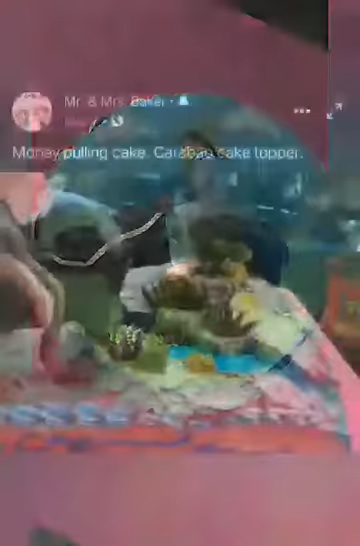 Mr. & Mrs. Baker ·
Money pulling cake. Carabao cake topper.